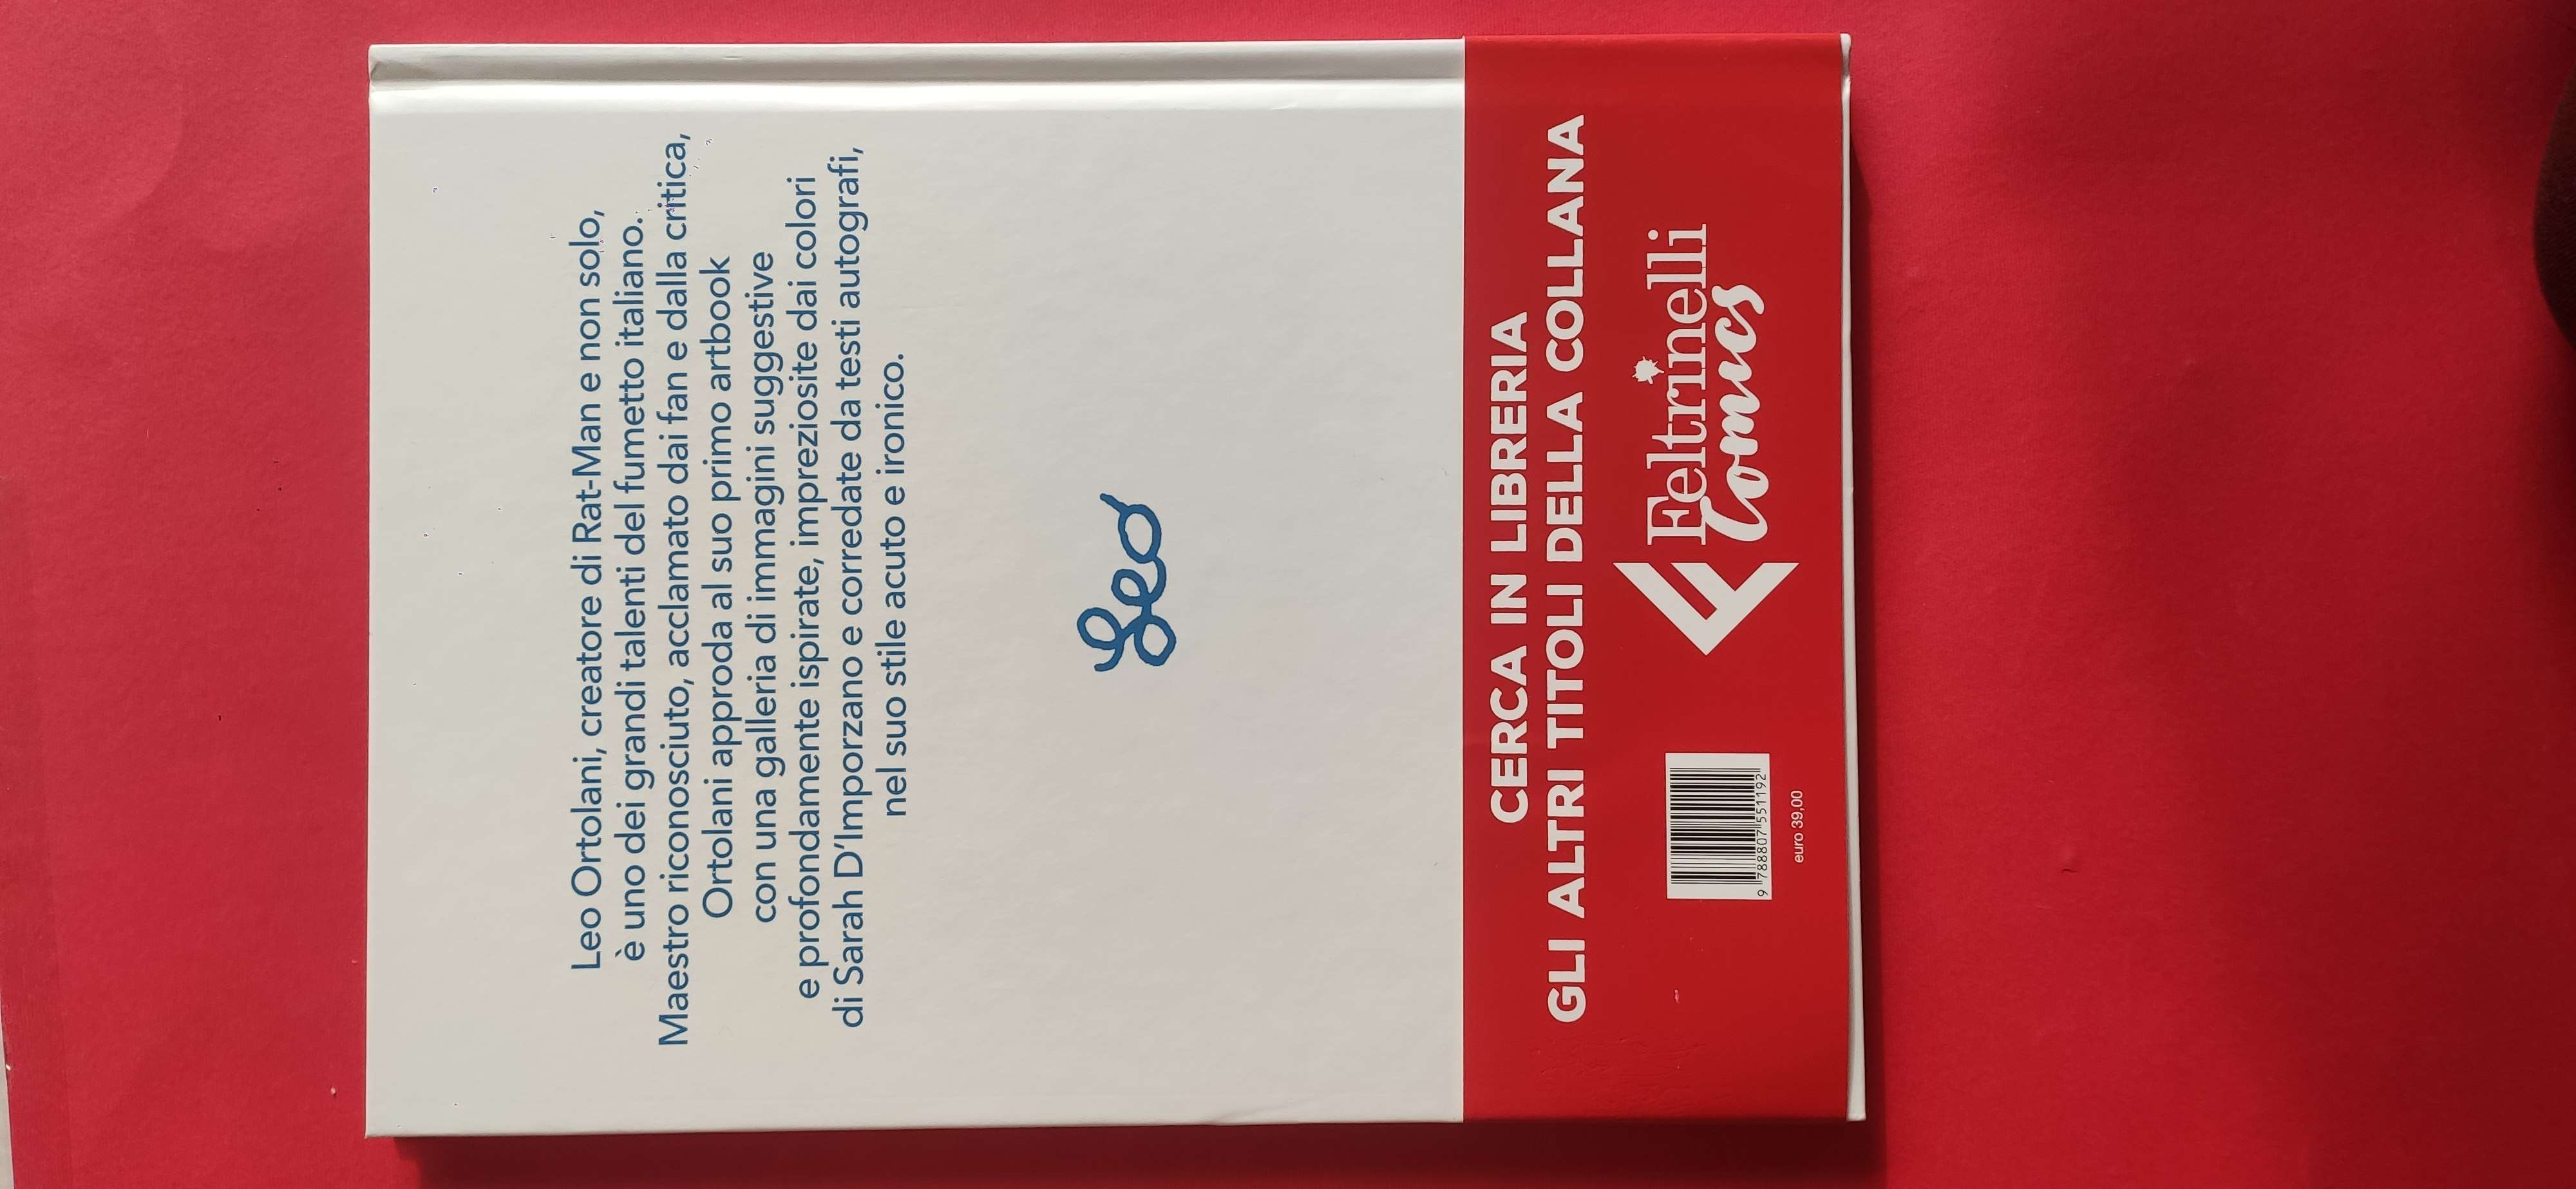 Leo Ortolani, creatore di Rat-Man e non solo,
è uno dei grandi talenti del fumetto italiano.
Maestro riconosciuto, acclamato dai fan e dalla critica,
Ortolani approda al suo primo artbook
con una galleria di immagini suggestive
e profondamente ispirate, impreziosite dai colori
di Sarah D'Imporzano e corredate da testi autografi,
nel suo stile acuto e ironico.
Leo
CERCA IN LIBRERIA
GLI ALTRI TITOLI DELLA COLLANA
9 788807 551192
euro 39,00
Feltrinelli
Comics